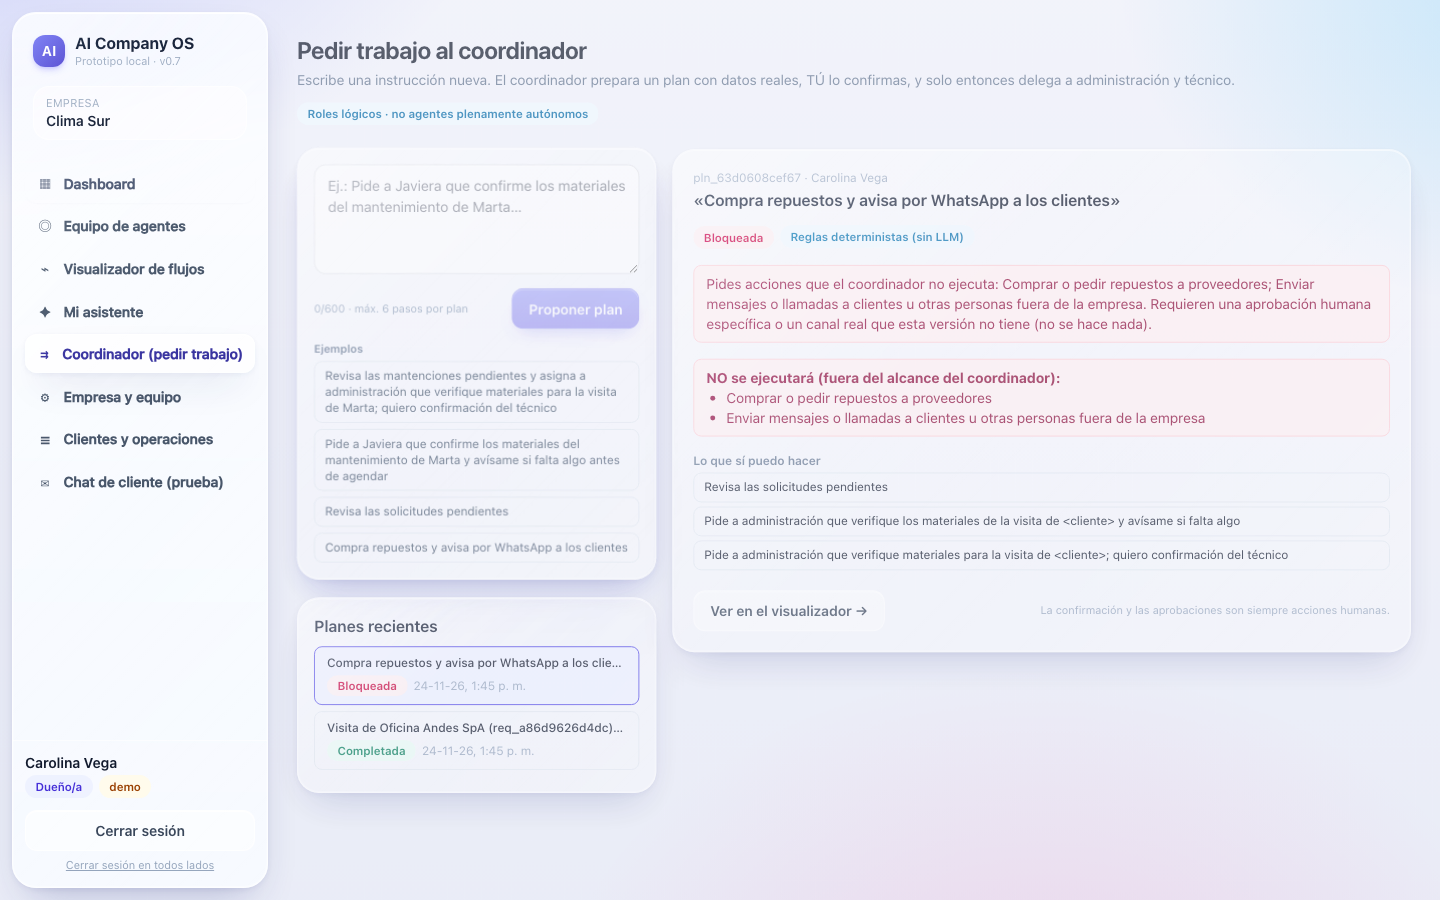 AI
AI Company OS
Prototipo local · v0.7
EMPRESA
Clima Sur
Dashboard
Equipo de agentes
Visualizador de flujos
Mi asistente
Coordinador (pedir trabajo)
Empresa y equipo
Clientes y operaciones
Chat de cliente (prueba)
Carolina Vega
Dueño/a
demo
Cerrar sesión
Cerrar sesión en todos lados
Pedir trabajo al coordinador
Escribe una instrucción nueva. El coordinador prepara un plan con datos reales, TÚ lo confirmas, y solo entonces delega a administración y técnico.
Roles lógicos · no agentes plenamente autónomos
Ej.: Pide a Javiera que confirme los materiales
del mantenimiento de Marta...
0/600 · máx. 6 pasos por plan
Proponer plan
Ejemplos
Revisa las mantenciones pendientes y asigna a
administración que verifique materiales para la visita
de Marta; quiero confirmación del técnico
Pide a Javiera que confirme los materiales del
mantenimiento de Marta y avísame si falta algo antes
de agendar
Revisa las solicitudes pendientes
Compra repuestos y avisa por WhatsApp a los clientes
Planes recientes
Compra repuestos y avisa por WhatsApp a los clie...
Bloqueada
24-11-26, 1:45 p. m.
Visita de Oficina Andes SpA (req_a86d9626d4dc)...
Completada
24-11-26, 1:45 p. m.
pln_63d0608cef67 · Carolina Vega
«Compra repuestos y avisa por WhatsApp a los clientes»
Bloqueada
Reglas deterministas (sin LLM)
Pides acciones que el coordinador no ejecuta: Comprar o pedir repuestos a proveedores; Enviar
mensajes o llamadas a clientes u otras personas fuera de la empresa. Requieren una aprobación humana
específica o un canal real que esta versión no tiene (no se hace nada).
NO se ejecutará (fuera del alcance del coordinador):
• Comprar o pedir repuestos a proveedores
• Enviar mensajes o llamadas a clientes u otras personas fuera de la empresa
Lo que sí puedo hacer
Revisa las solicitudes pendientes
Pide a administración que verifique los materiales de la visita de <cliente> y avísame si falta algo
Pide a administración que verifique materiales para la visita de <cliente>; quiero confirmación del técnico
Ver en el visualizador →
La confirmación y las aprobaciones son siempre acciones humanas.